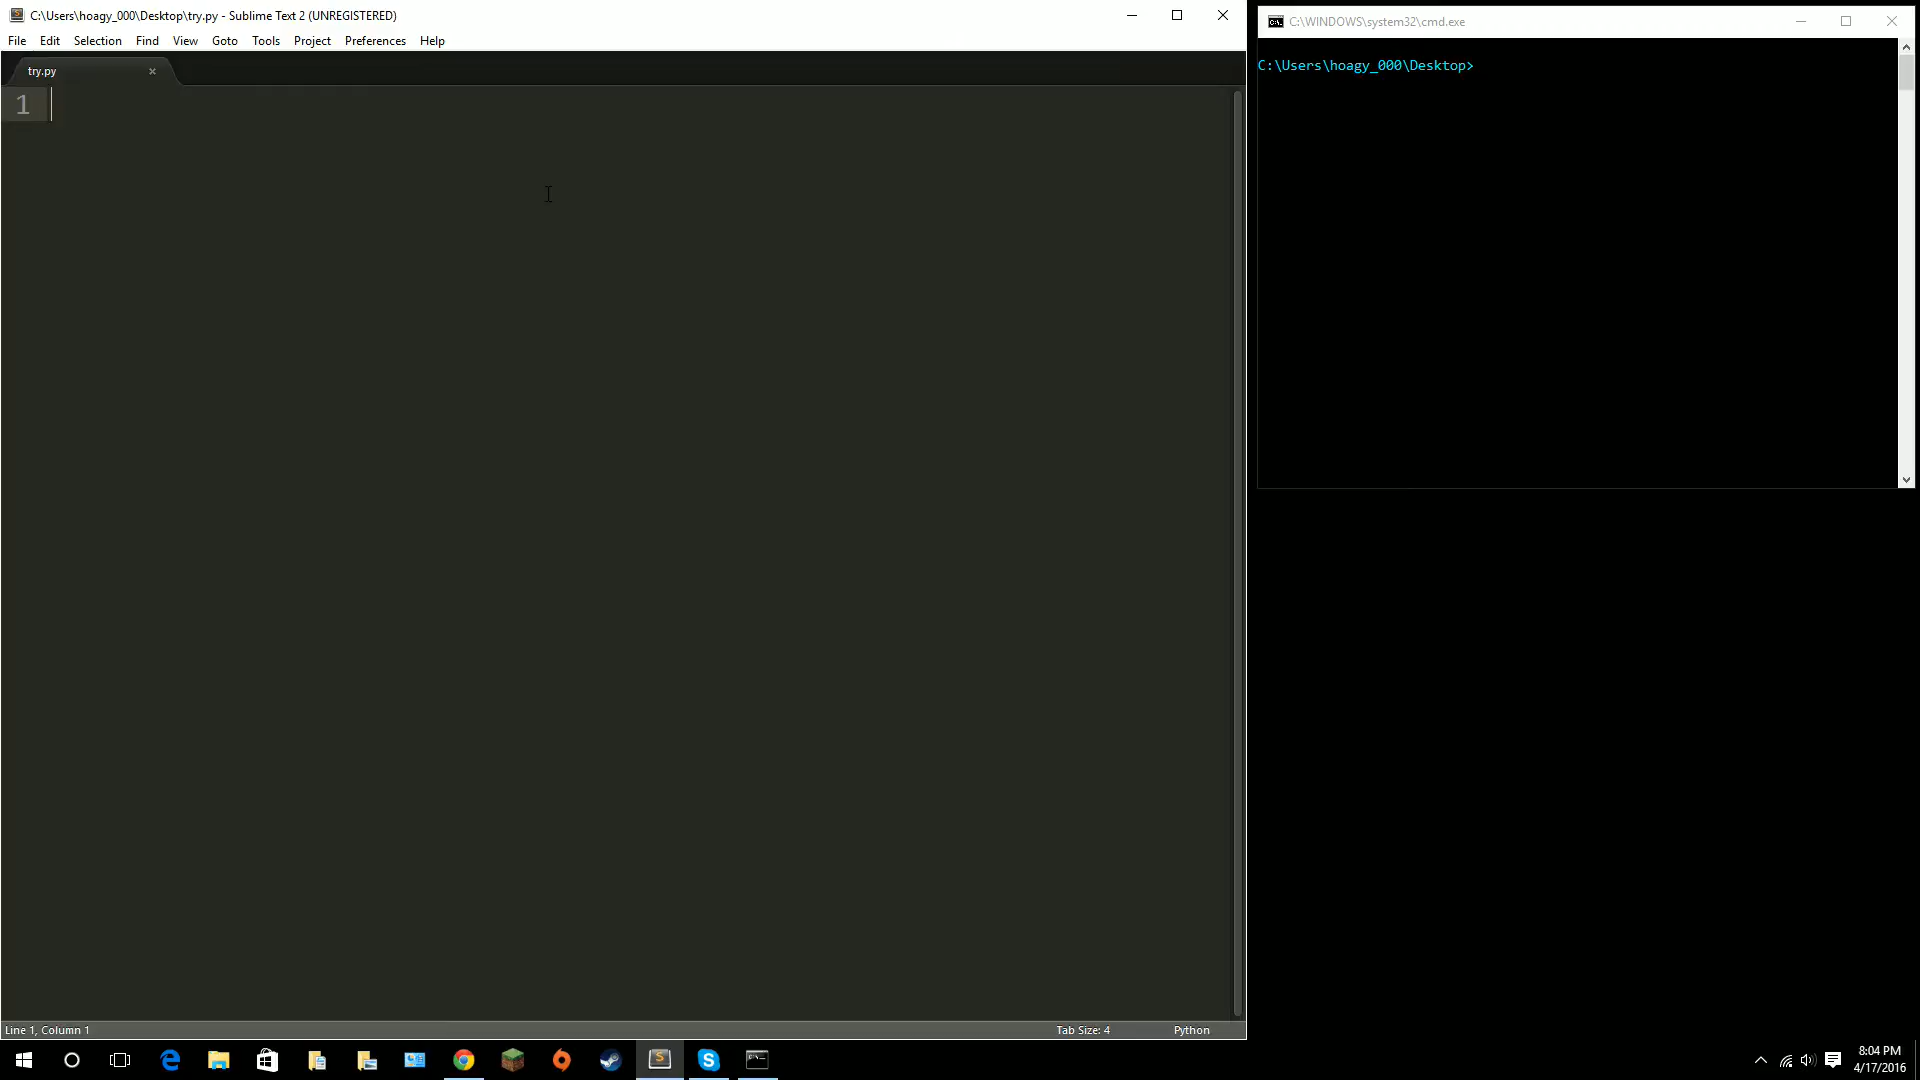 C:\Users\hoagy_000\Desktop\try.py - Sublime Text 2 (UNREGISTERED)
File Edit Selection Find View Goto Tools Project Preferences Help
try.py
1
Line 1, Column 1
Tab Size: 4
Python
C:\WINDOWS\system32\cmd.exe
C:\Users\hoagy_000\Desktop>
8:04 PM
4/17/2016